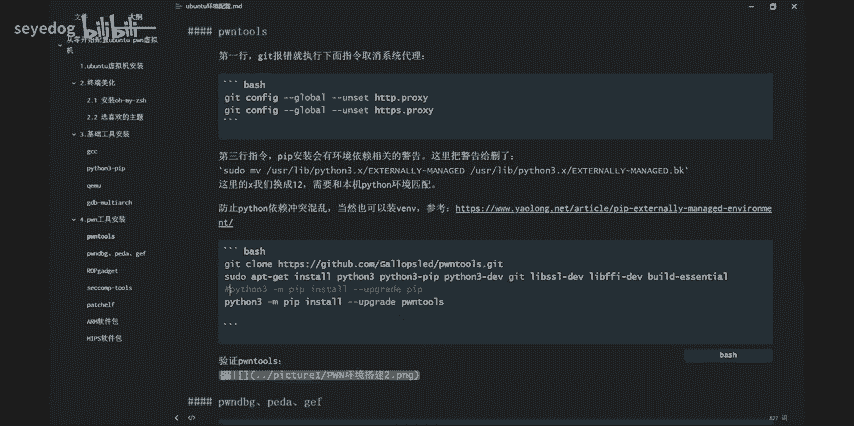 ubuntu环境配置.md
文件
大纲
seyedog bilibili
从零开始配置ubuntu pwn虚拟机
1.ubuntu虚拟机安装
2.终端美化
2.1 安装oh-my-zsh
2.2 选喜欢的主题
3.基础工具安装
gcc
python3-pip
qemu
gdb-multiarch
4.pwn工具安装
pwntools
pwndbg、peda、gef
ROPgadget
seccomp-tools
patchelf
ARM软件包
MIPS软件包
#### pwntools
第一行，git报错就执行下面指令取消系统代理：
``` bash
git config --global --unset http.proxy
git config --global --unset https.proxy
```
第三行指令，pip安装会有环境依赖相关的警告。这里把警告给删了：
`sudo mv /usr/lib/python3.x/EXTERNALLY-MANAGED /usr/lib/python3.x/EXTERNALLY-MANAGED.bk`
这里的x我们换成12，需要和本机python环境匹配。
防止python依赖冲突混乱，当然也可以装venv，参考：https://www.yaolong.net/article/pip-externally-managed-environme
nt/
``` bash
git clone https://github.com/Gallopsled/pwntools.git
sudo apt-get install python3 python3-pip python3-dev git libssl-dev libffi-dev build-essential
#python3 -m pip install --upgrade pip
python3 -m pip install --upgrade pwntools
```
bash
验证pwntools：
![](../pictureX/PWN环境搭建2.png)
#### pwndbg、peda、gef
827 词